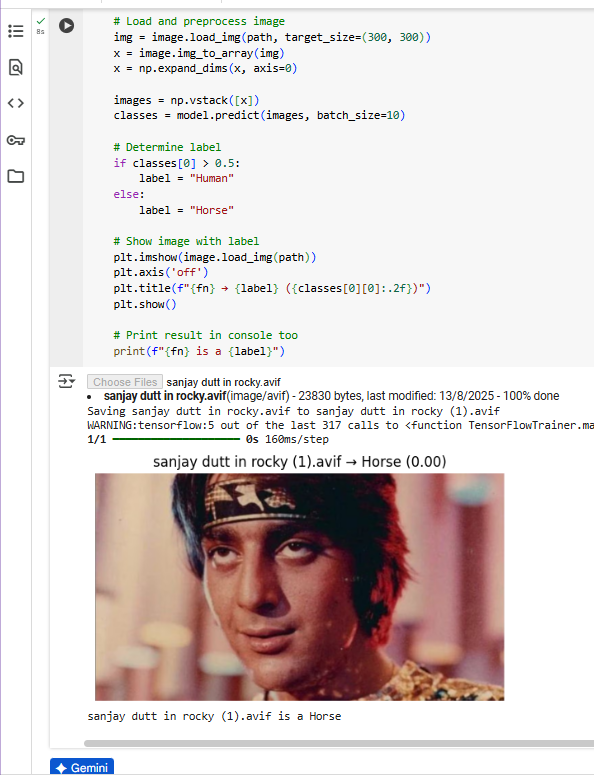 # Load and preprocess image
img = image.load_img(path, target_size=(300, 300))
x = image.img_to_array(img)
x = np.expand_dims(x, axis=0)
images = np.vstack([x])
classes = model.predict(images, batch_size=10)
# Determine label
if classes[0] > 0.5:
    label = "Human"
else:
    label = "Horse"
# Show image with label
plt.imshow(image.load_img(path))
plt.axis('off')
plt.title(f"{fn} → {label} ({classes[0][0]:.2f})")
plt.show()
# Print result in console too
print(f"{fn} is a {label}")
8s
Choose Files sanjay dutt in rocky.avif
• sanjay dutt in rocky.avif(image/avif) - 23830 bytes, last modified: 13/8/2025 - 100% done
Saving sanjay dutt in rocky.avif to sanjay dutt in rocky (1).avif
WARNING:tensorflow:5 out of the last 317 calls to <function TensorFlowTrainer.ma
1/1 ━━━━━━━━━━━━━━━━━━━━ 0s 160ms/step
sanjay dutt in rocky (1).avif → Horse (0.00)
sanjay dutt in rocky (1).avif is a Horse
Gemini